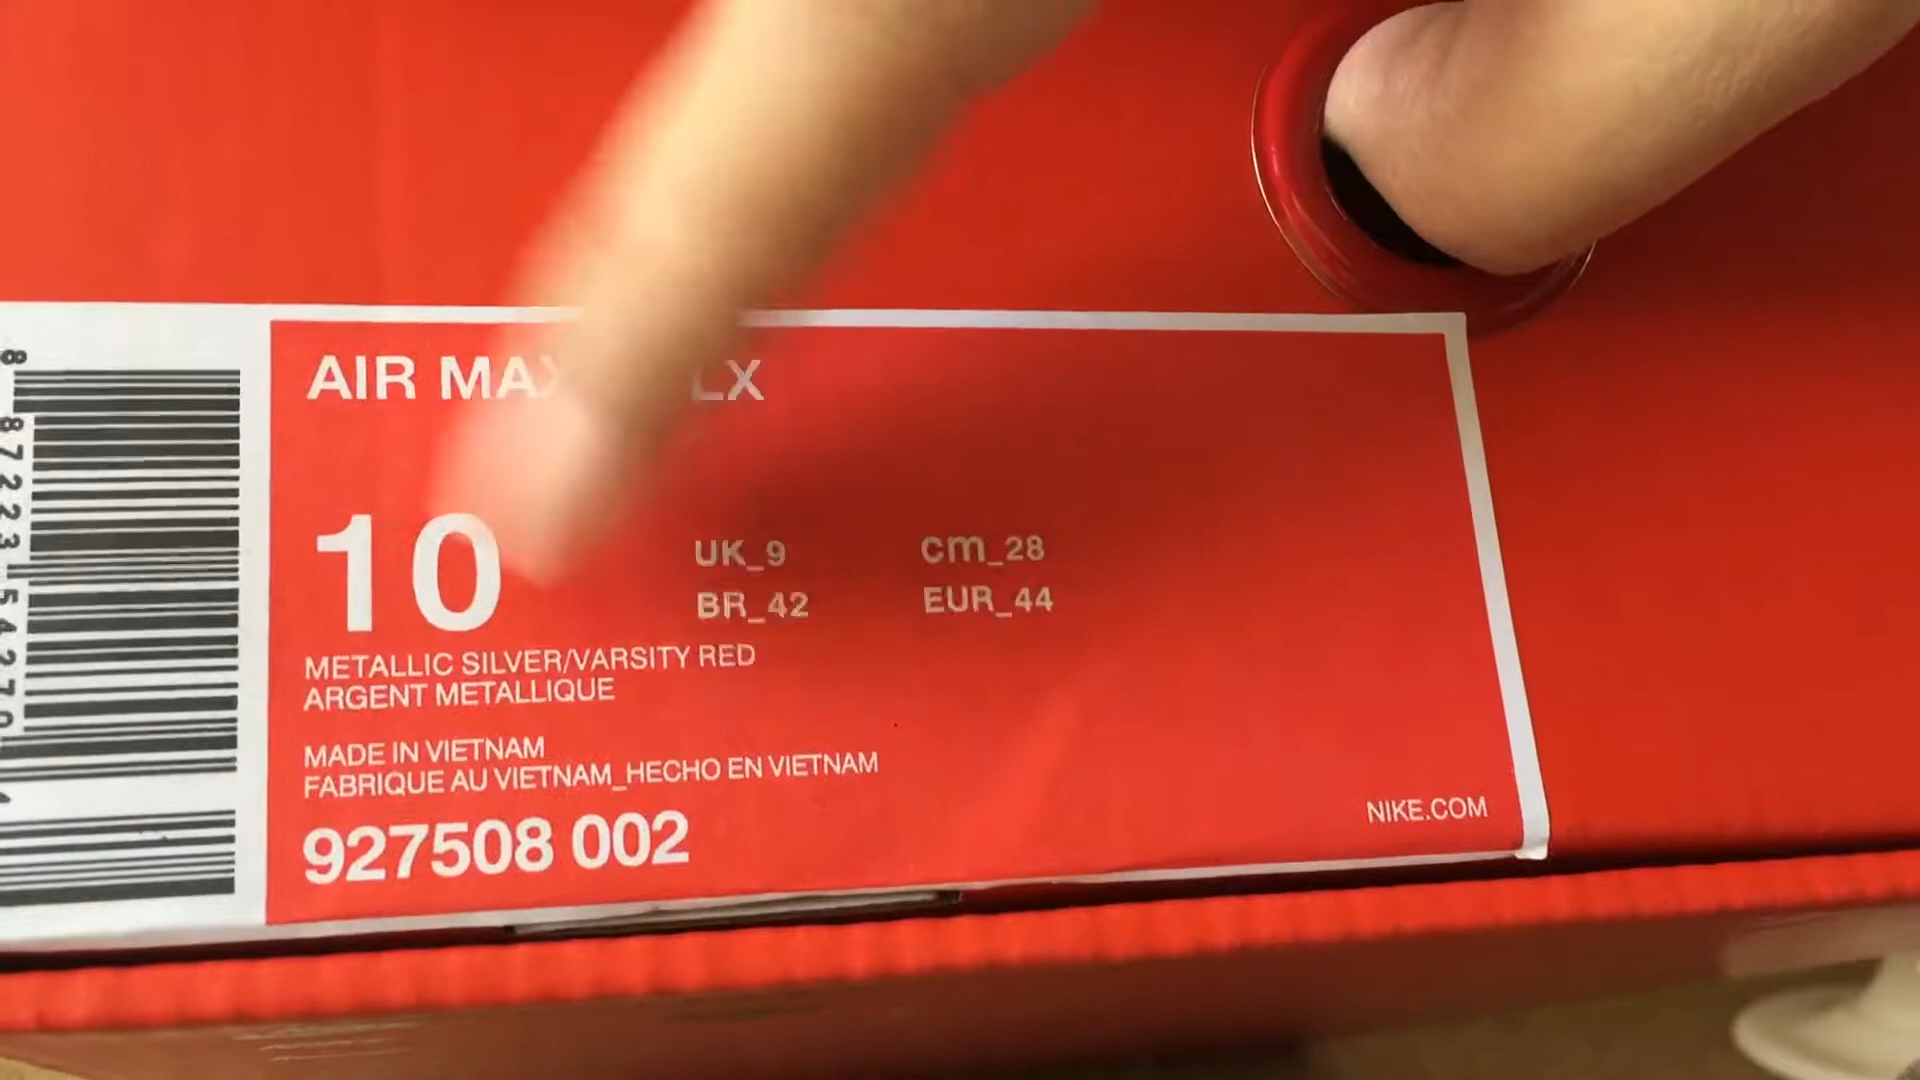 AIR MAX LX
10
UK_9
cm_28
BR_42
EUR_44
METALLIC SILVER/VARSITY RED
ARGENT METALLIQUE
MADE IN VIETNAM
FABRIQUE AU VIETNAM_HECHO EN VIETNAM
927508 002
NIKE.COM